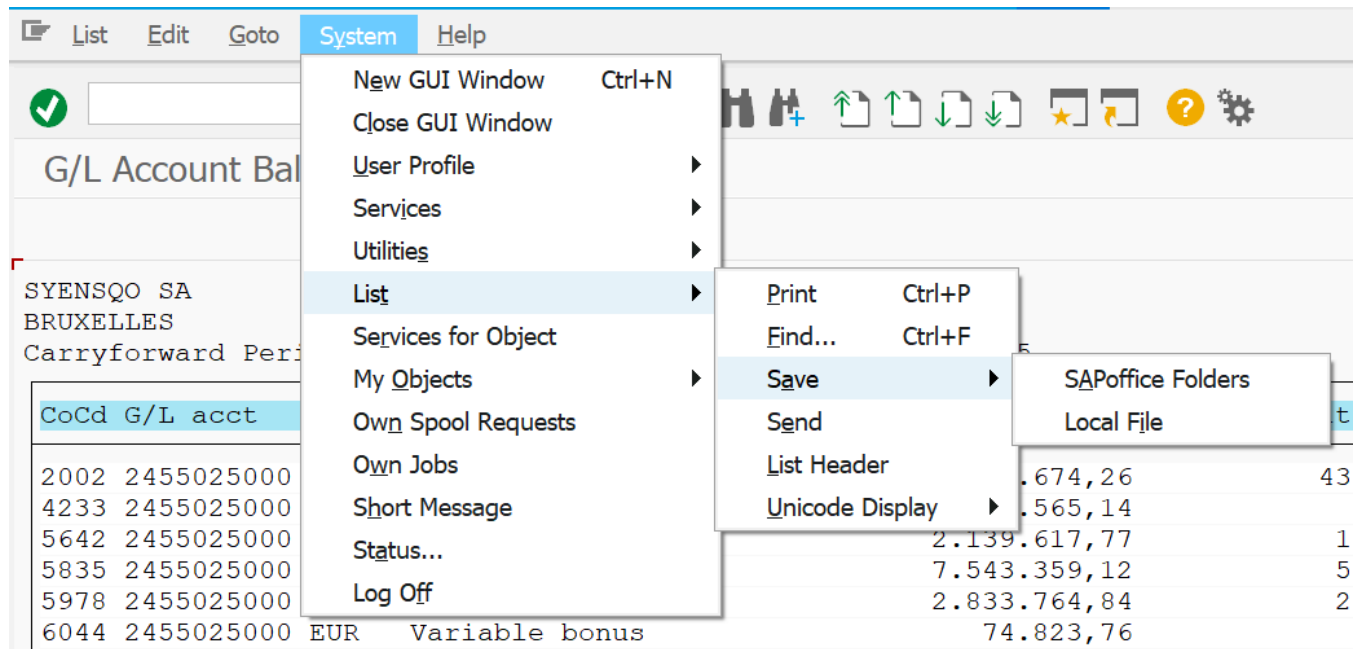 List Edit Goto System Help
New GUI Window Ctrl+N
Close GUI Window
G/L Account Bal
User Profile
Services
Utilities
SYENSQO SA
List
Print Ctrl+P
BRUXELLES
Services for Object
Find... Ctrl+F
Carryforward Peri
My Objects
Save
SAPoffice Folders
CoCd G/L acct
Own Spool Requests
Send
Local File
Own Jobs
List Header
2002 2455025000 .674,26 43
Short Message
Unicode Display
4233 2455025000 .565,14
5642 2455025000 2.139.617,77 1
Status...
5835 2455025000 7.543.359,12 5
Log Off
5978 2455025000 2.833.764,84 2
6044 2455025000 EUR Variable bonus 74.823,76